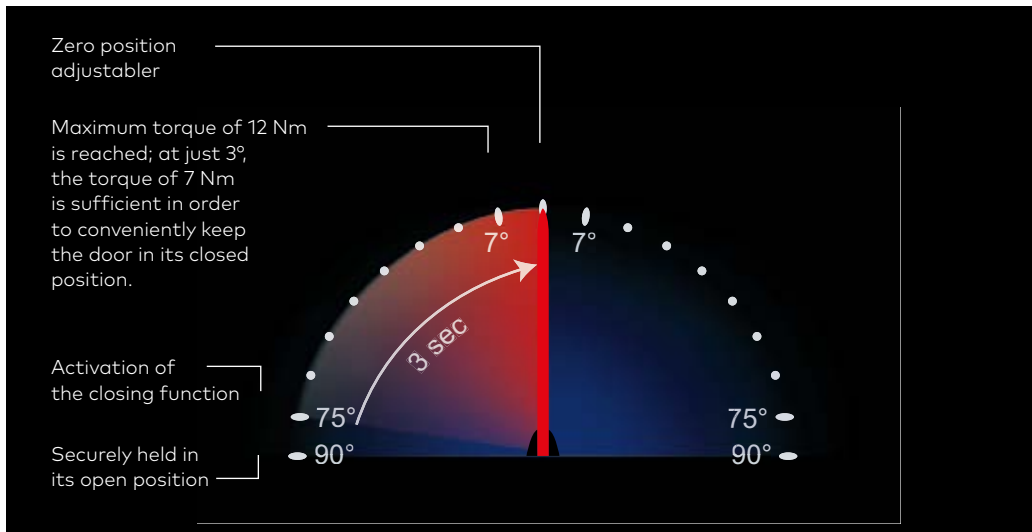 Zero position
adjustabler
Maximum torque of 12 Nm
is reached; at just 3°,
the torque of 7 Nm
is sufficient in order
to conveniently keep
the door in its closed
position.
7°
7°
3 sec
Activation of
the closing function
75°
75°
Securely held in
its open position
90°
90°